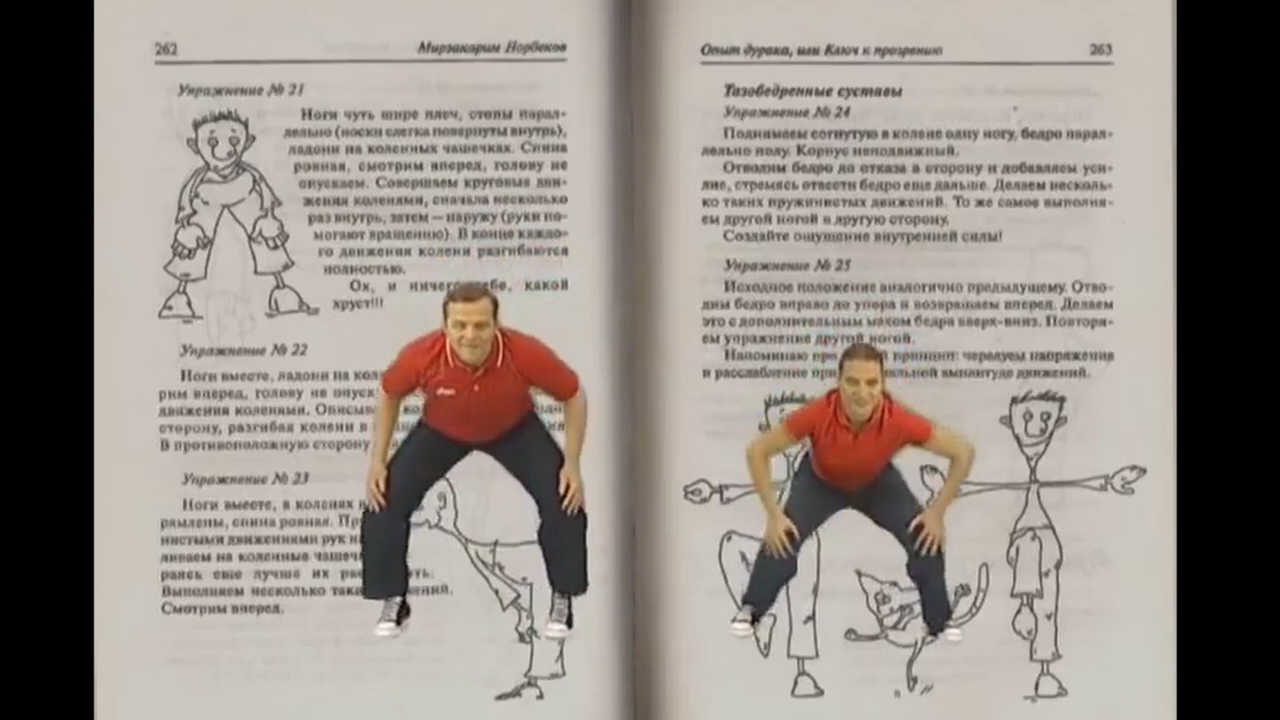 262
Мирзакарим Норбеков
Упражнение № 21
Ноги чуть шире плеч, стопы парал-
лельно (носки слегка повернуты внутрь),
ладони на коленных чашечках. Спина
ровная, смотрим вперед, голову не
опускаем. Совершаем круговые дви-
жения коленями, сначала несколько
раз внутрь, затем — наружу (руки по-
могают вращению). В конце каждо-
го движения колени разгибаются
полностью.
Ох, и ничего себе, какой
хруст!!!
Упражнение № 22
Ноги вместе, ладони на
рим вперед, голову не
движения коленями.
сторону, разгибая колени в
В противоположную сторону
Упражнение № 23
Ноги вместе, в коленях
рямлены, спина ровная.
нистыми движениями рук
ливаем на коленные
раясь еще лучше их
Выполняем несколько
Смотрим вперед.
Опыт дурака, или Ключ к прозрению
263
Тазобедренные суставы
Упражнение № 24
Поднимаем согнутую в колене одну ногу, бедро парал-
лельно полу. Корпус неподвижный.
Отводим бедро до отказа в сторону и добавляем уси-
лие, стремясь отвести бедро еще дальше. Делаем несколь-
ко таких пружинистых движений. То же самое выполня-
ем другой ногой в другую сторону.
Создайте ощущение внутренней силы!
Упражнение № 25
Исходное положение аналогично предыдущему. Отво-
дим бедро вправо до упора и возвращаем вперед. Делаем
это с дополнительным махом бедра вверх-вниз. Повторя-
ем упражнение другой ногой.
Напоминаю принцип: чередуем напряжения
и расслабление амплитуде движений.